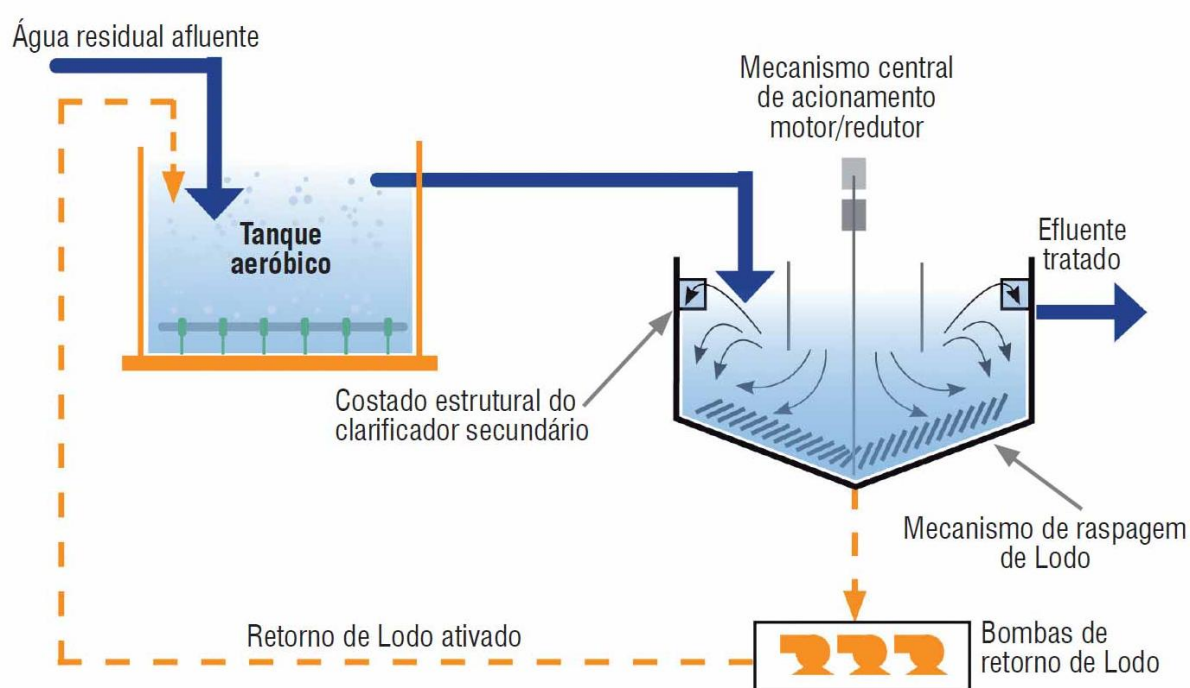 Água residual afluente
Mecanismo central
de acionamento
motor/redutor
Tanque
aeróbico
Efluente
tratado
Costado estrutural do
clarificador secundário
Mecanismo de raspagem
de Lodo
Retorno de Lodo ativado
Bombas de
retorno de Lodo